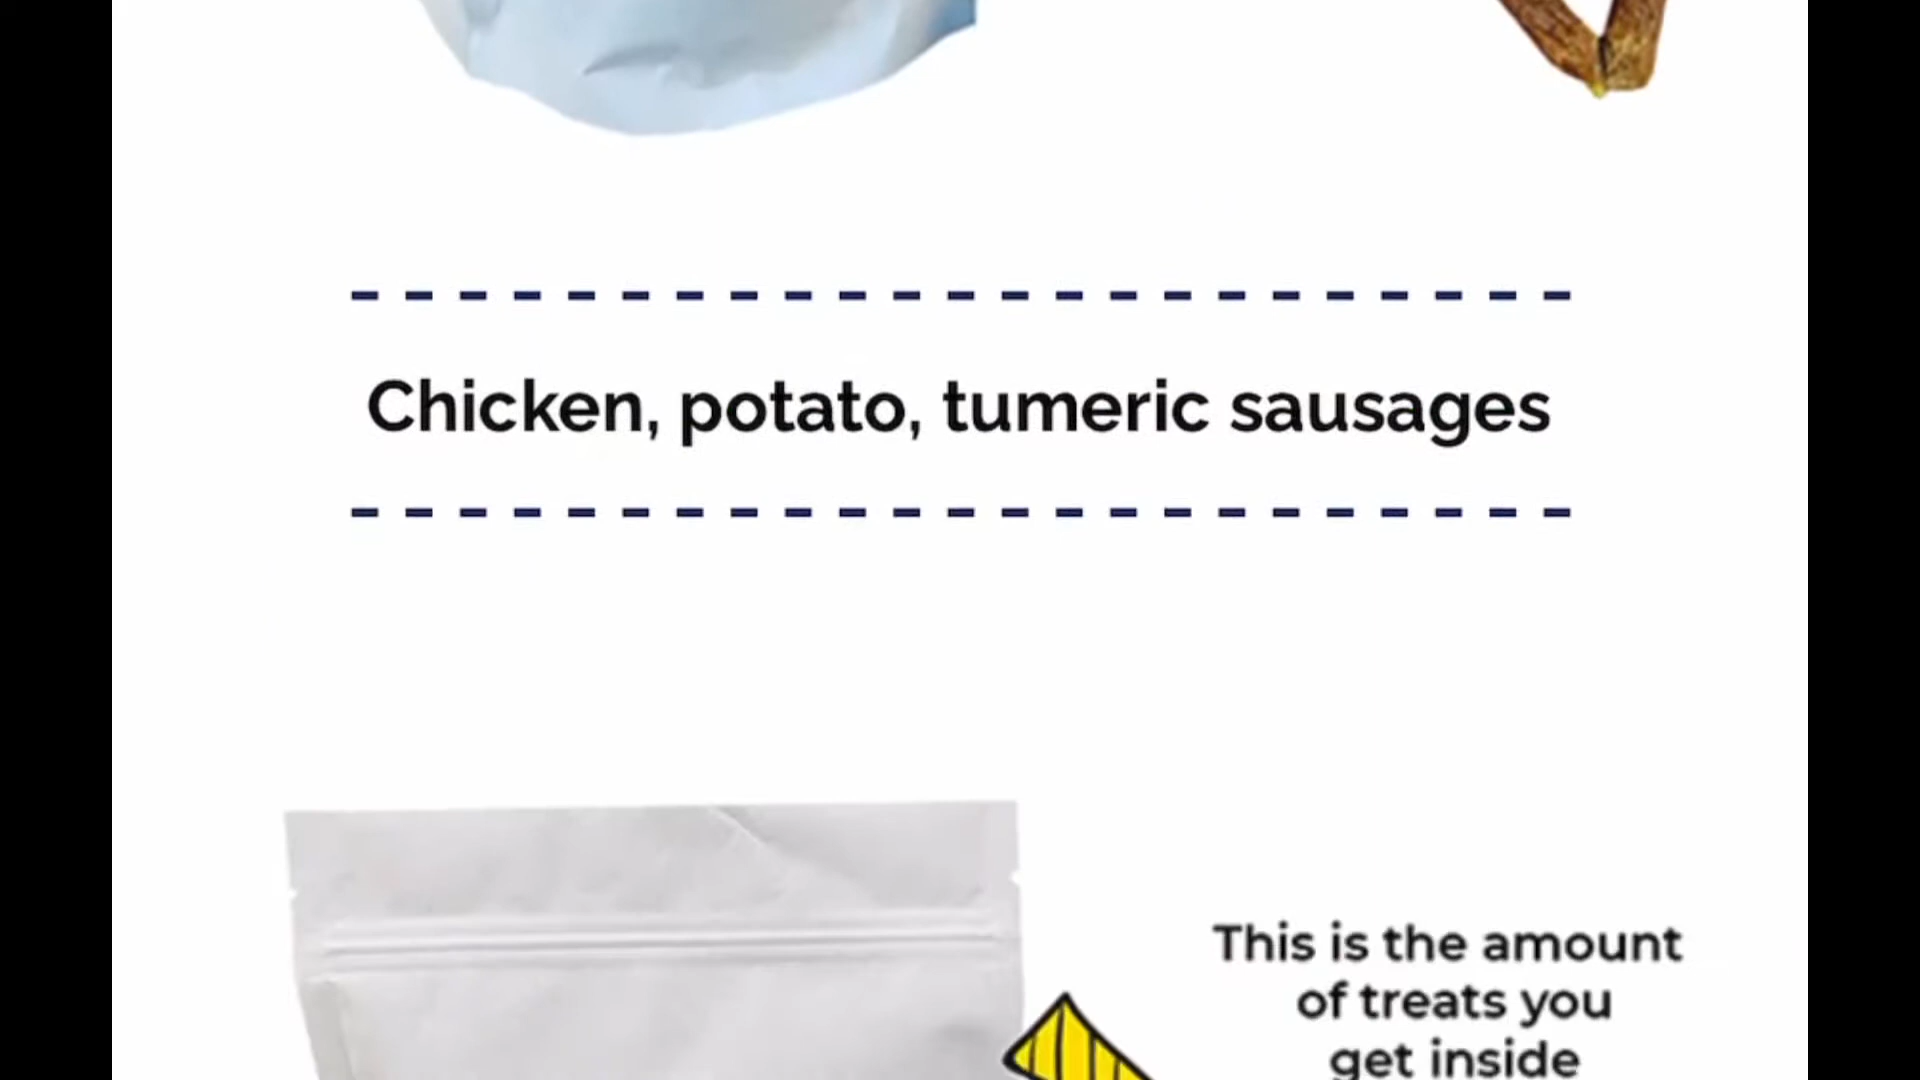 Chicken, potato, tumeric sausages
This is the amount
of treats you
get inside